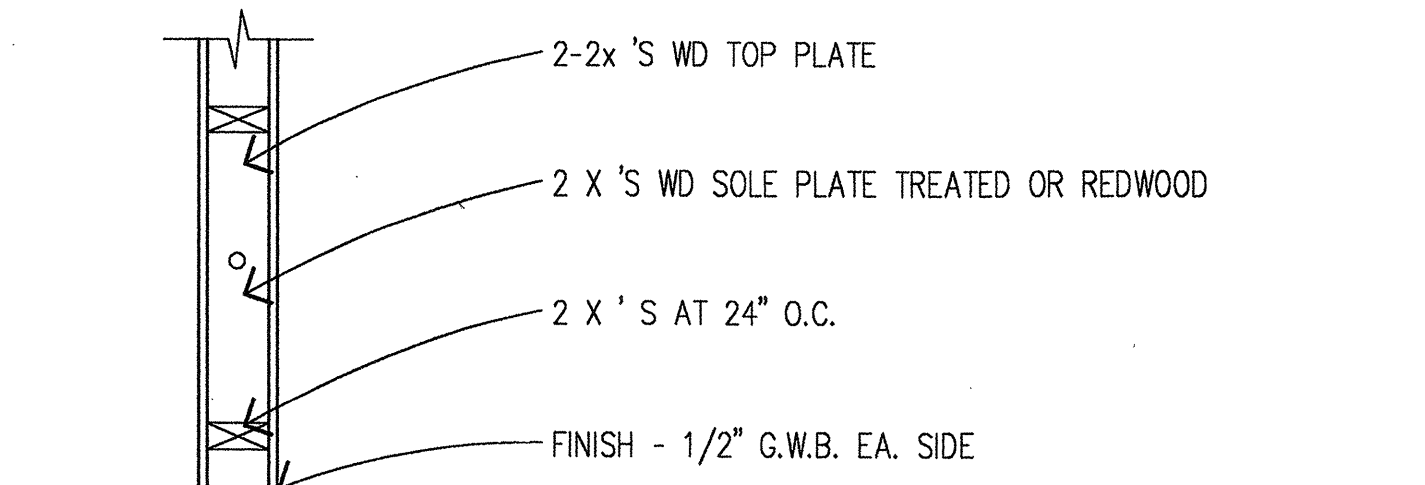 2-2x 'S WD TOP PLATE
2 X 'S WD SOLE PLATE TREATED OR REDWOOD
2 X ' S AT 24" O.C.
FINISH - 1/2" G.W.B. EA. SIDE